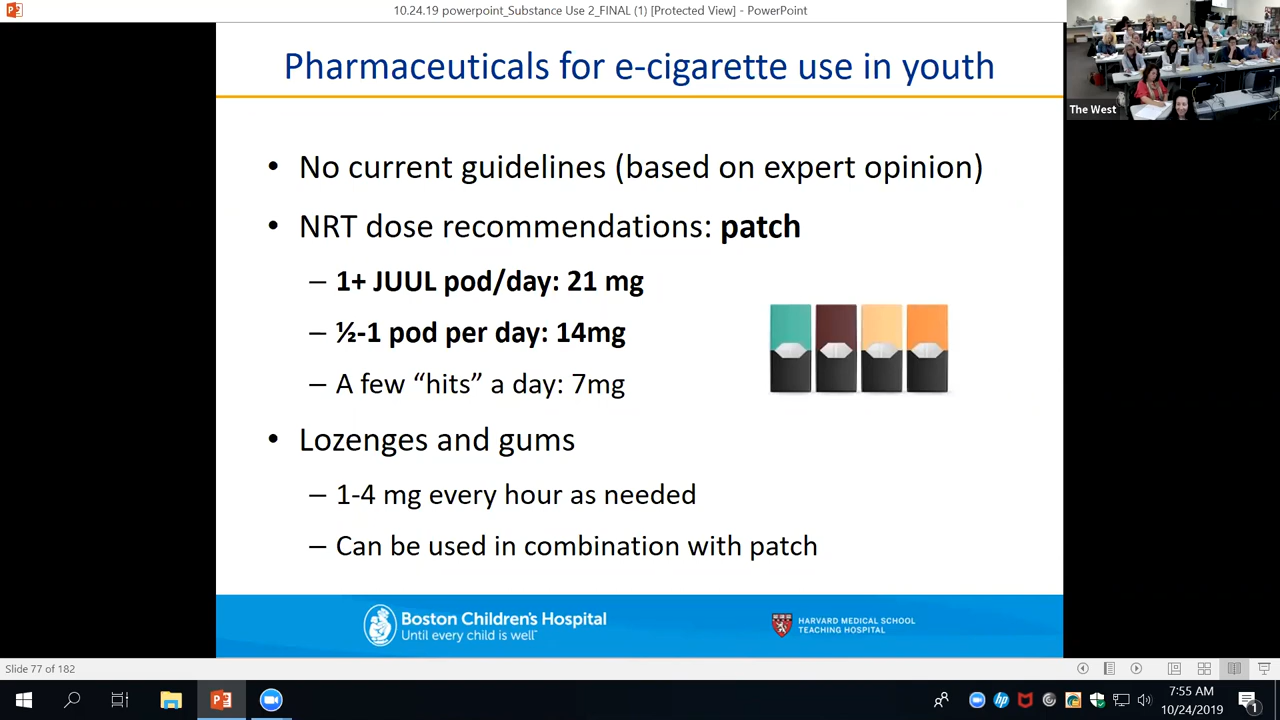 10.24.19 powerpoint_Substance Use 2_FINAL (1) [Protected View] - PowerPoint
The West
Pharmaceuticals for e-cigarette use in youth
• No current guidelines (based on expert opinion)
• NRT dose recommendations: patch
– 1+ JUUL pod/day: 21 mg
– ½-1 pod per day: 14mg
– A few “hits” a day: 7mg
• Lozenges and gums
– 1-4 mg every hour as needed
– Can be used in combination with patch
Boston Children's Hospital
Until every child is well™
HARVARD MEDICAL SCHOOL
TEACHING HOSPITAL
Slide 77 of 182
7:55 AM
10/24/2019
1